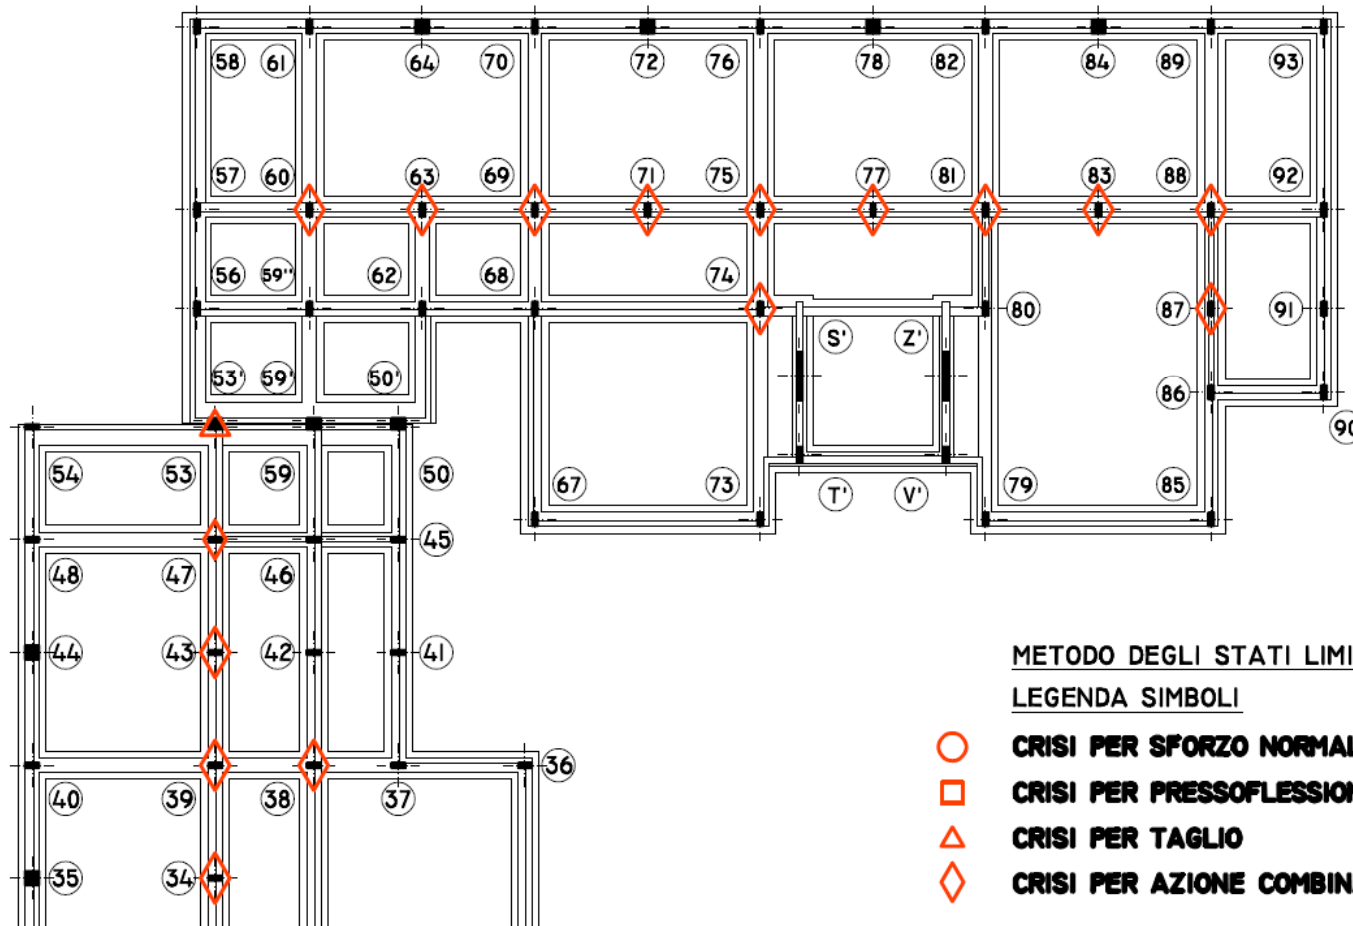 58 61 64 70 72 76 78 82 84 89 93
57 60 63 69 71 75 77 81 83 88 92
56 59'' 62 68 74 80 87 91
53' 59' 50' S' Z' 86
90
54 53 59 50 67 73 T' V' 79 85
45
48 47 46
44 43 42 41
36
40 39 38 37
35 34
METODO DEGLI STATI LIMI
LEGENDA SIMBOLI
CRISI PER SFORZO NORMAL
CRISI PER PRESSOFLESSION
CRISI PER TAGLIO
CRISI PER AZIONE COMBIN